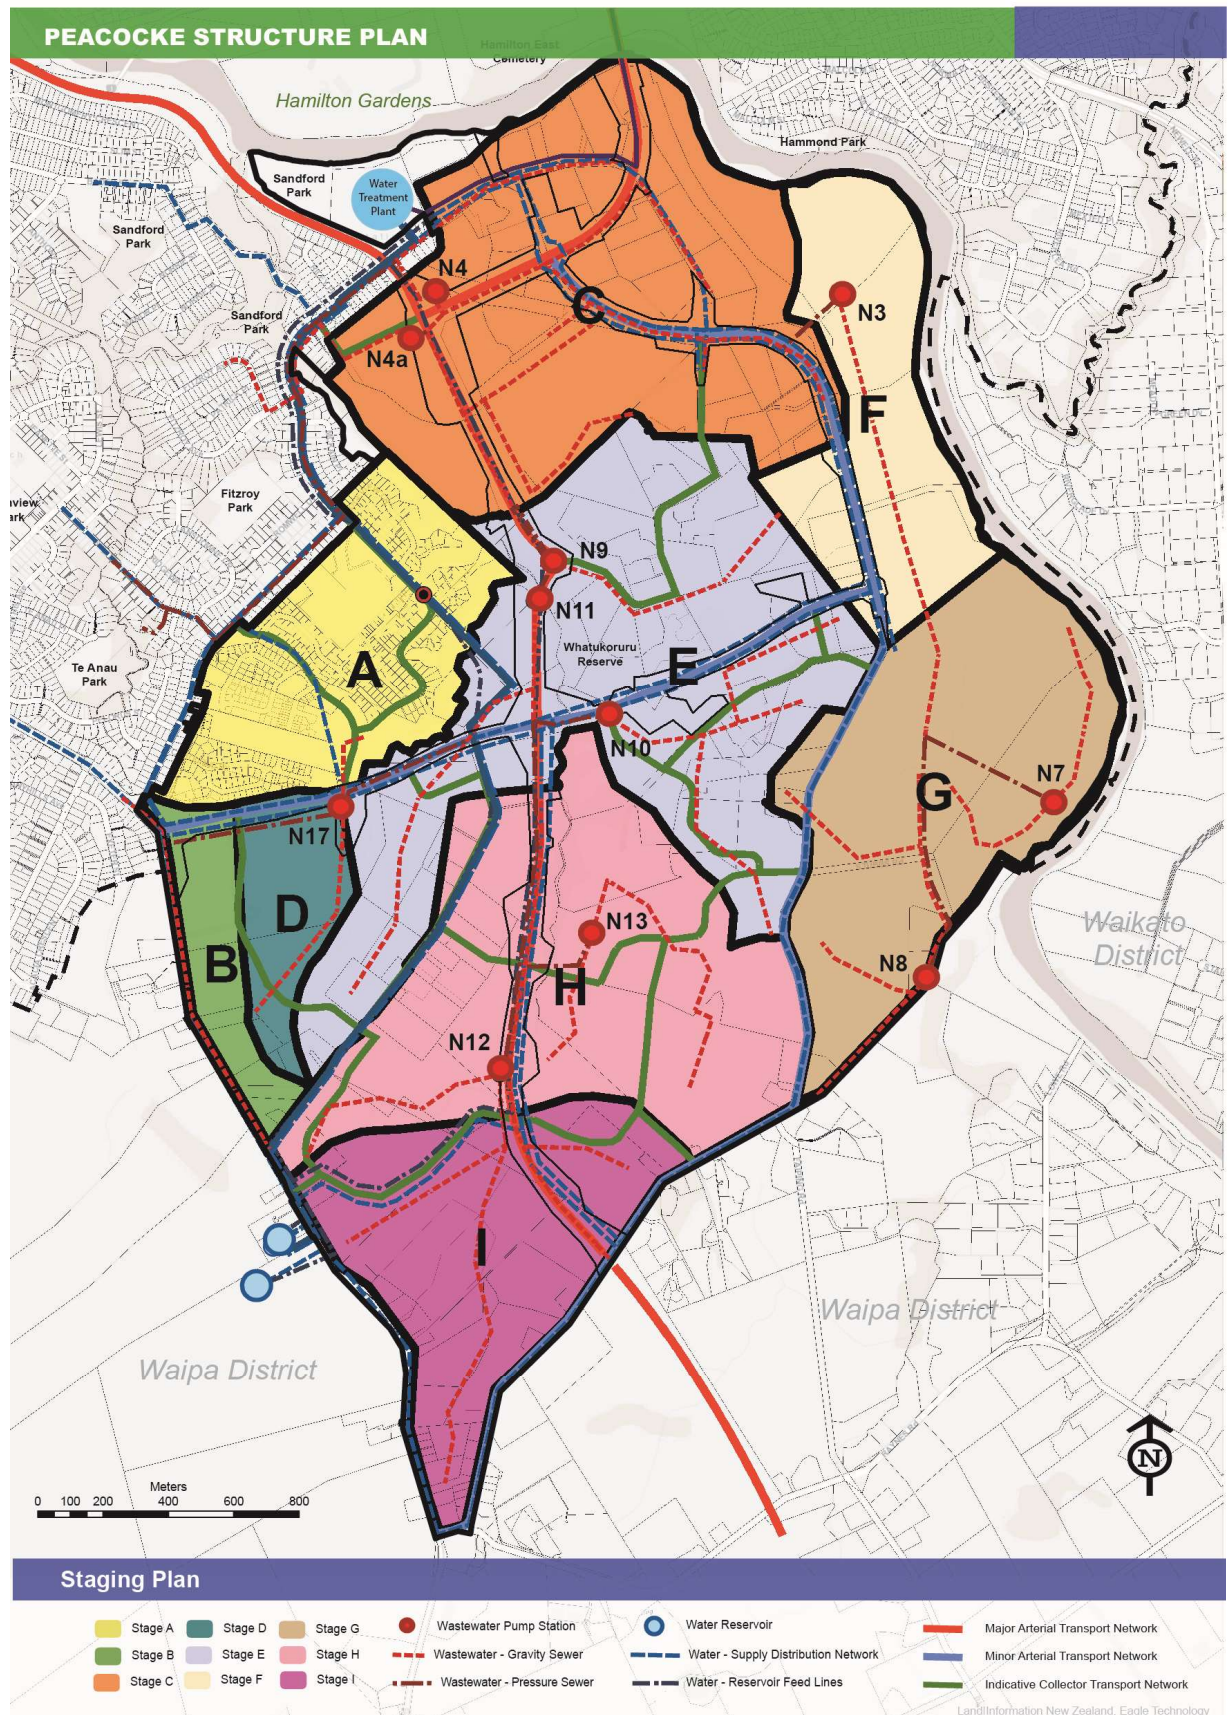 PEACOCKE STRUCTURE PLAN
Hamilton East
Cemetery
Hamilton Gardens
Hammond Park
Sandford
Park
Water
Treatment
Plant
Sandford
Park
N4
C
N3
Sandford
Park
N4a
F
Fitzroy
Park
N9
N11
Whatukoruru
Reserve
E
A
Te Anau
Park
N10
G
N7
N17
D
B
N13
Waikato
District
N8
H
N12
I
Waipa District
Waipa District
N
Meters
0 100 200 400 600 800
Staging Plan
Stage A Stage D Stage G Wastewater Pump Station Water Reservoir Major Arterial Transport Network
Stage B Stage E Stage H Wastewater - Gravity Sewer Water - Supply Distribution Network Minor Arterial Transport Network
Stage C Stage F Stage I Wastewater - Pressure Sewer Water - Reservoir Feed Lines Indicative Collector Transport Network
Land Information New Zealand, Eagle Technology